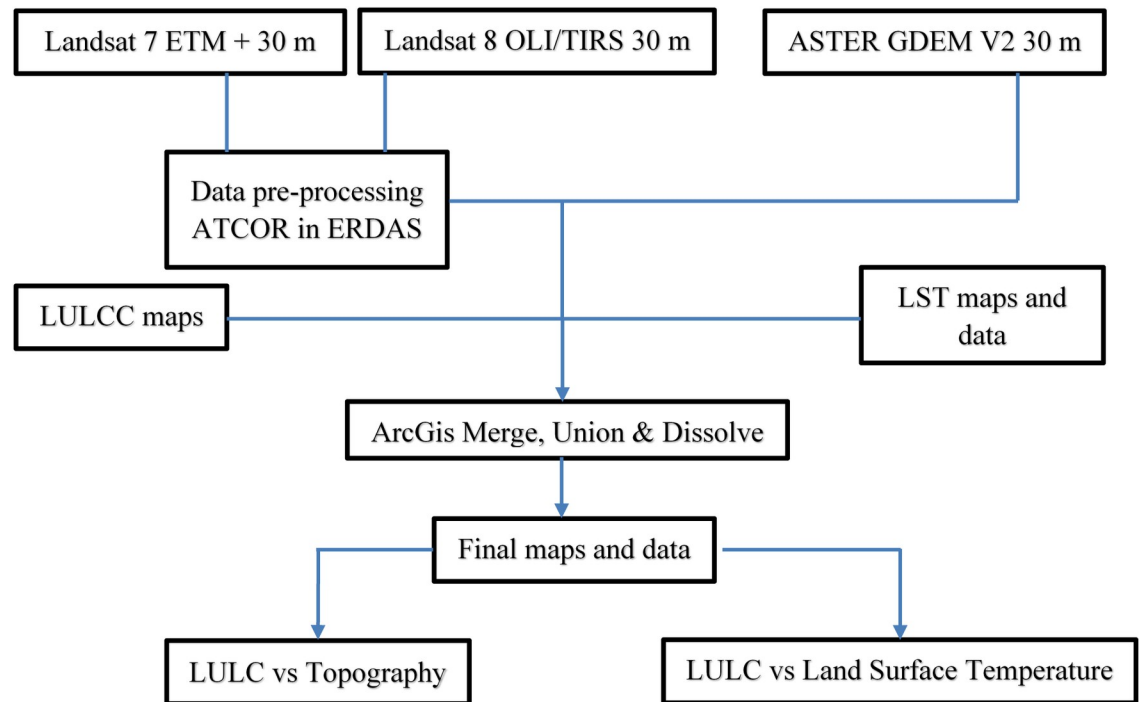 Landsat 7 ETM + 30 m
Landsat 8 OLI/TIRS 30 m
ASTER GDEM V2 30 m
Data pre-processing
ATCOR in ERDAS
LULCC maps
LST maps and
data
ArcGis Merge, Union & Dissolve
Final maps and data
LULC vs Topography
LULC vs Land Surface Temperature